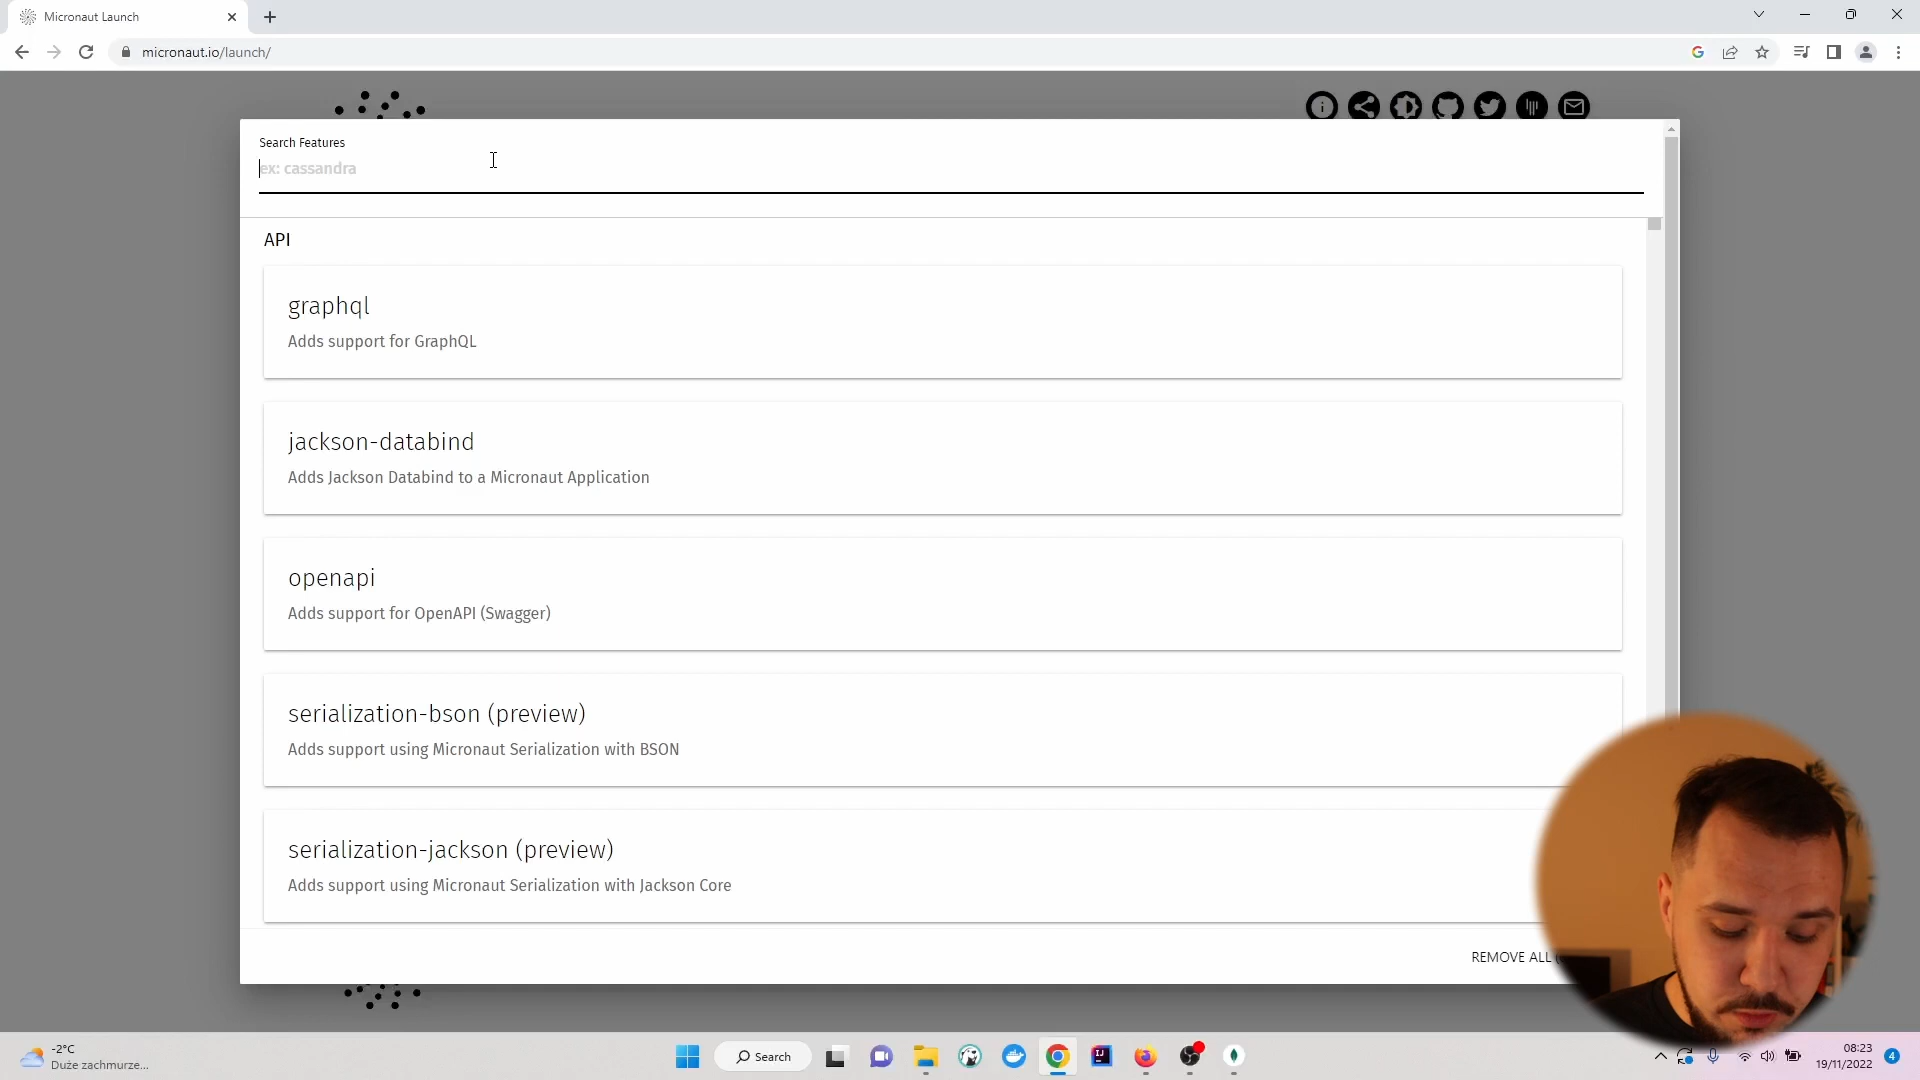 Micronaut Launch
micronaut.io/launch/
Search Features
ex: cassandra
API
graphql
Adds support for GraphQL
jackson-databind
Adds Jackson Databind to a Micronaut Application
openapi
Adds support for OpenAPI (Swagger)
serialization-bson (preview)
Adds support using Micronaut Serialization with BSON
serialization-jackson (preview)
Adds support using Micronaut Serialization with Jackson Core
REMOVE ALL (
-2°C
Duże zachmurze...
Search
08:23
19/11/2022
4